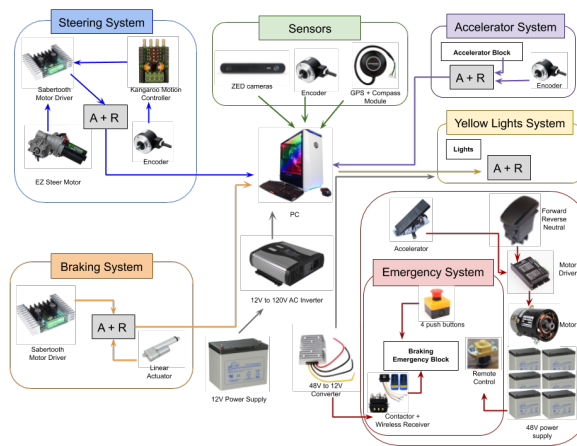 Steering System
Sabertooth
Motor Driver
Kangaroo Motion
Controller
A + R
EZ Steer Motor
Encoder
Sensors
ZED cameras
Encoder
GPS + Compass
Module
Accelerator System
Accelerator Block
A + R
Encoder
Yellow Lights System
Lights
A + R
PC
Braking System
Sabertooth
Motor Driver
A + R
Linear
Actuator
12V to 120V AC Inverter
12V Power Supply
48V to 12V
Converter
Accelerator
Forward
Reverse
Neutral
Motor
Driver
Motor
Emergency System
4 push buttons
Braking
Emergency Block
Remote
Control
Contactor +
Wireless Receiver
48V power
supply